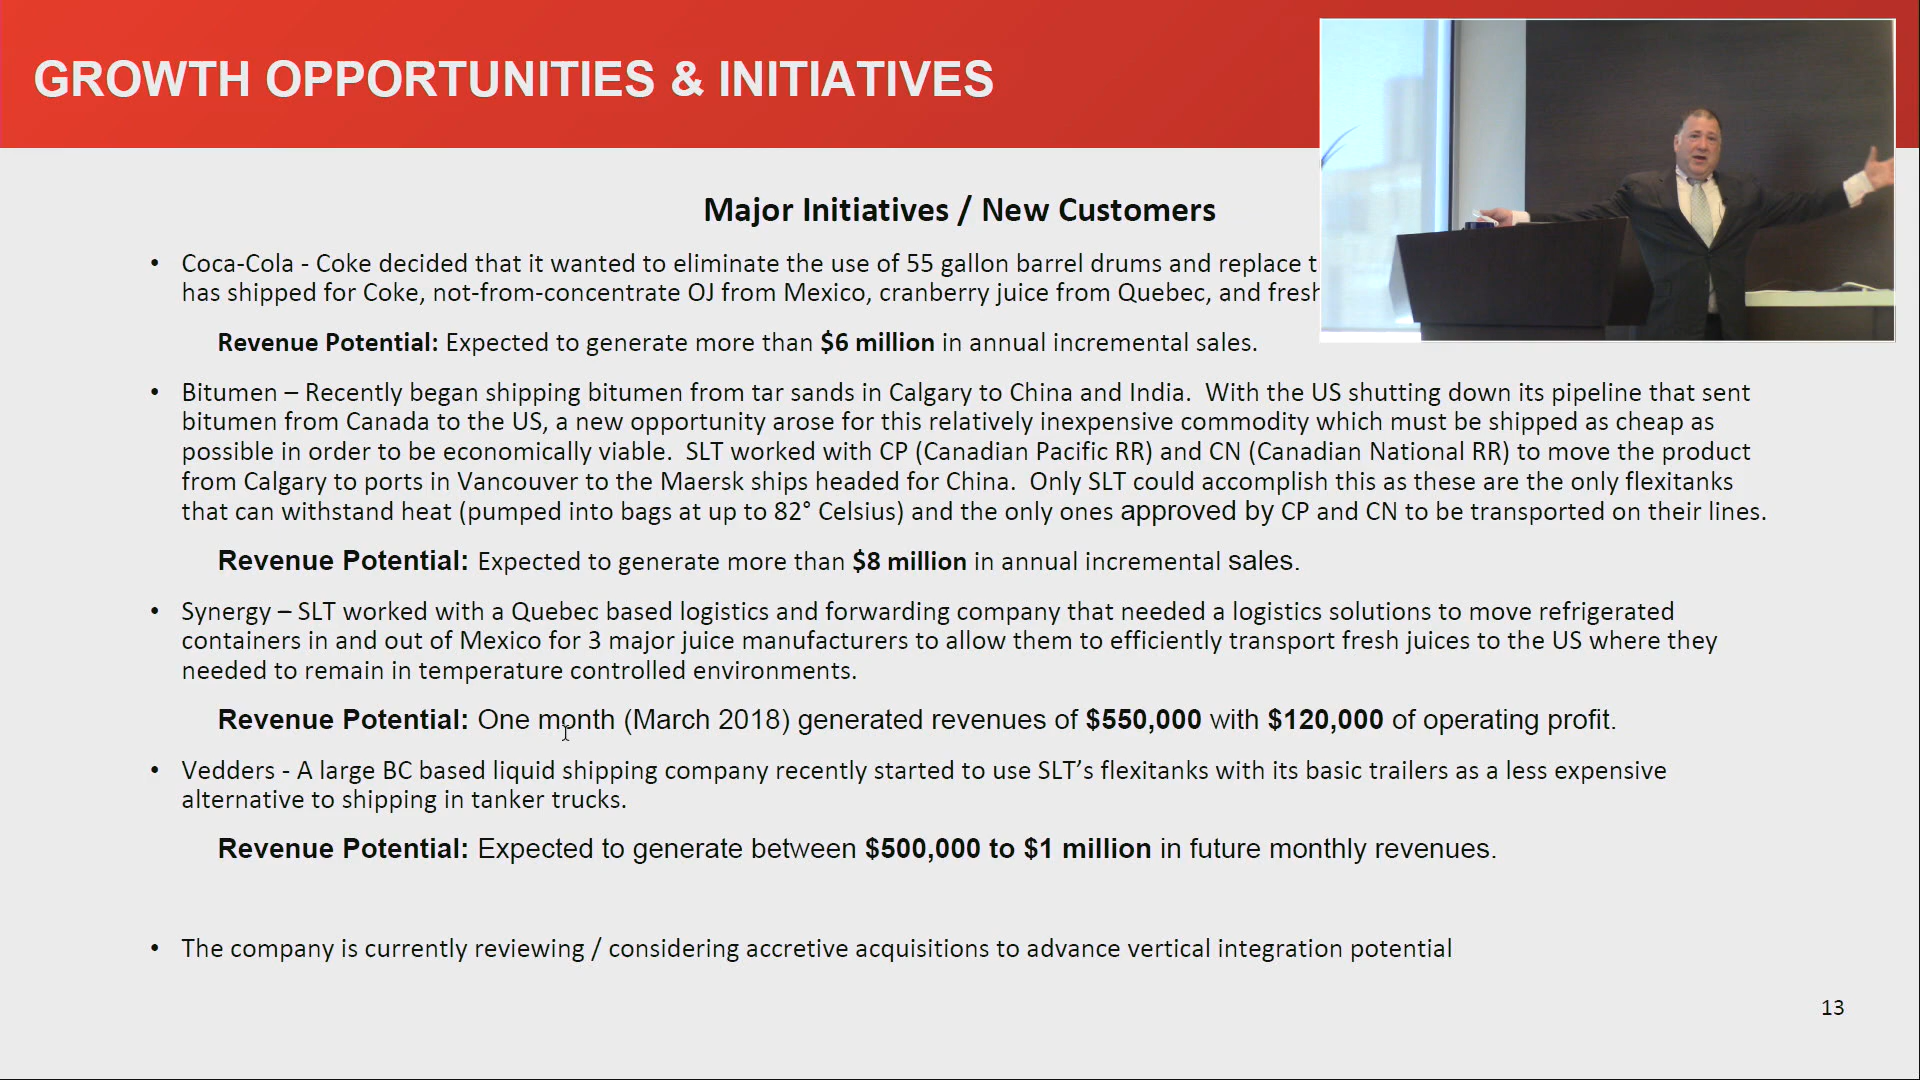 GROWTH OPPORTUNITIES & INITIATIVES
Major Initiatives / New Customers
• Coca-Cola - Coke decided that it wanted to eliminate the use of 55 gallon barrel drums and replace
has shipped for Coke, not-from-concentrate OJ from Mexico, cranberry juice from Quebec, and fresh
Revenue Potential: Expected to generate more than $6 million in annual incremental sales.
• Bitumen – Recently began shipping bitumen from tar sands in Calgary to China and India. With the US shutting down its pipeline that sent
bitumen from Canada to the US, a new opportunity arose for this relatively inexpensive commodity which must be shipped as cheap as
possible in order to be economically viable. SLT worked with CP (Canadian Pacific RR) and CN (Canadian National RR) to move the product
from Calgary to ports in Vancouver to the Maersk ships headed for China. Only SLT could accomplish this as these are the only flexitanks
that can withstand heat (pumped into bags at up to 82° Celsius) and the only ones approved by CP and CN to be transported on their lines.
Revenue Potential: Expected to generate more than $8 million in annual incremental sales.
• Synergy – SLT worked with a Quebec based logistics and forwarding company that needed a logistics solutions to move refrigerated
containers in and out of Mexico for 3 major juice manufacturers to allow them to efficiently transport fresh juices to the US where they
needed to remain in temperature controlled environments.
Revenue Potential: One month (March 2018) generated revenues of $550,000 with $120,000 of operating profit.
• Vedders - A large BC based liquid shipping company recently started to use SLT’s flexitanks with its basic trailers as a less expensive
alternative to shipping in tanker trucks.
Revenue Potential: Expected to generate between $500,000 to $1 million in future monthly revenues.
• The company is currently reviewing / considering accretive acquisitions to advance vertical integration potential
13